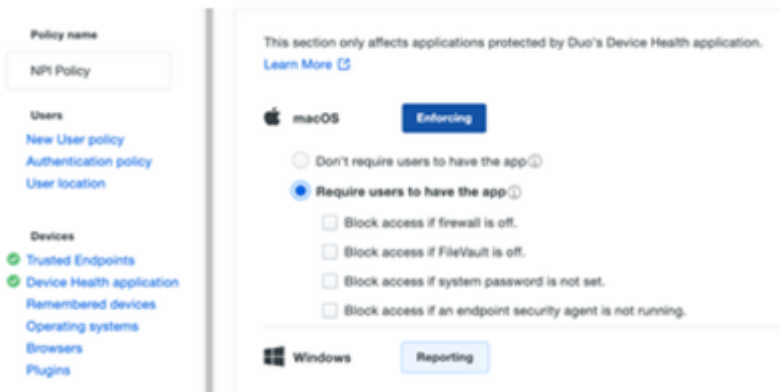 Policy name
NPI Policy
Users
New User policy
Authentication policy
User location
Devices
Trusted Endpoints
Device Health application
Remembered devices
Operating systems
Browsers
Plugins
This section only affects applications protected by Duo's Device Health application.
Learn More
macOS
Enforcing
Don't require users to have the app
Require users to have the app
Block access if firewall is off.
Block access if FileVault is off.
Block access if system password is not set.
Block access if an endpoint security agent is not running.
Windows
Reporting